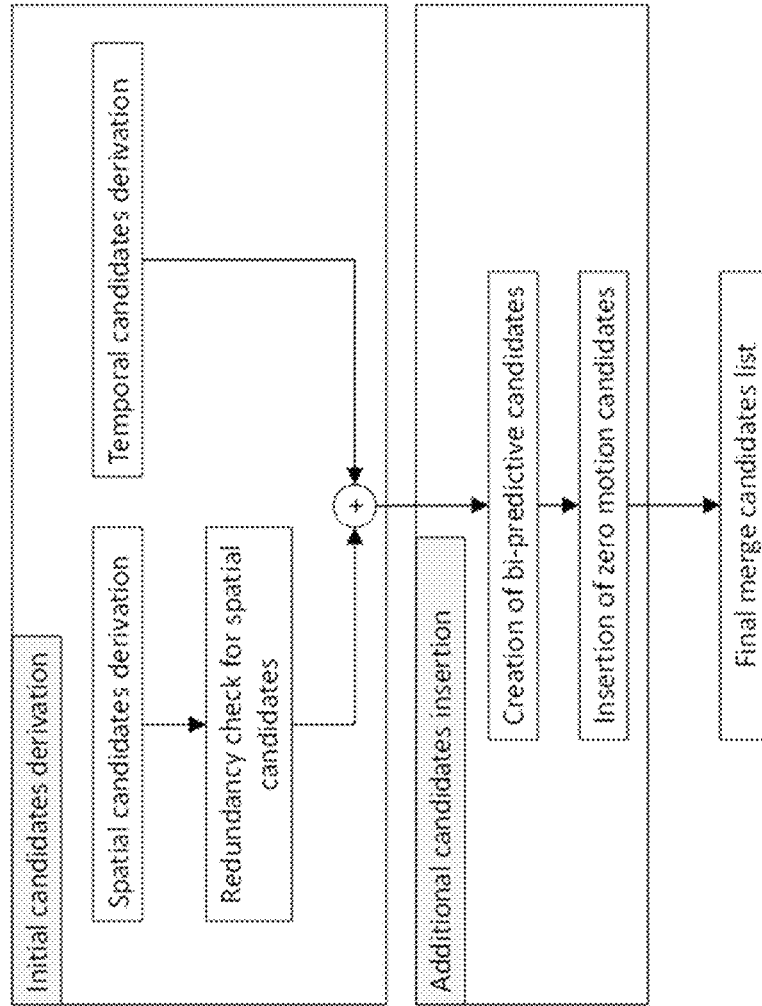 Initial candidates derivation
Spatial candidates derivation
Temporal candidates derivation
Redundancy check for spatial
candidates
+
Additional candidates insertion
Creation of bi-predictive candidates
Insertion of zero motion candidates
Final merge candidates list